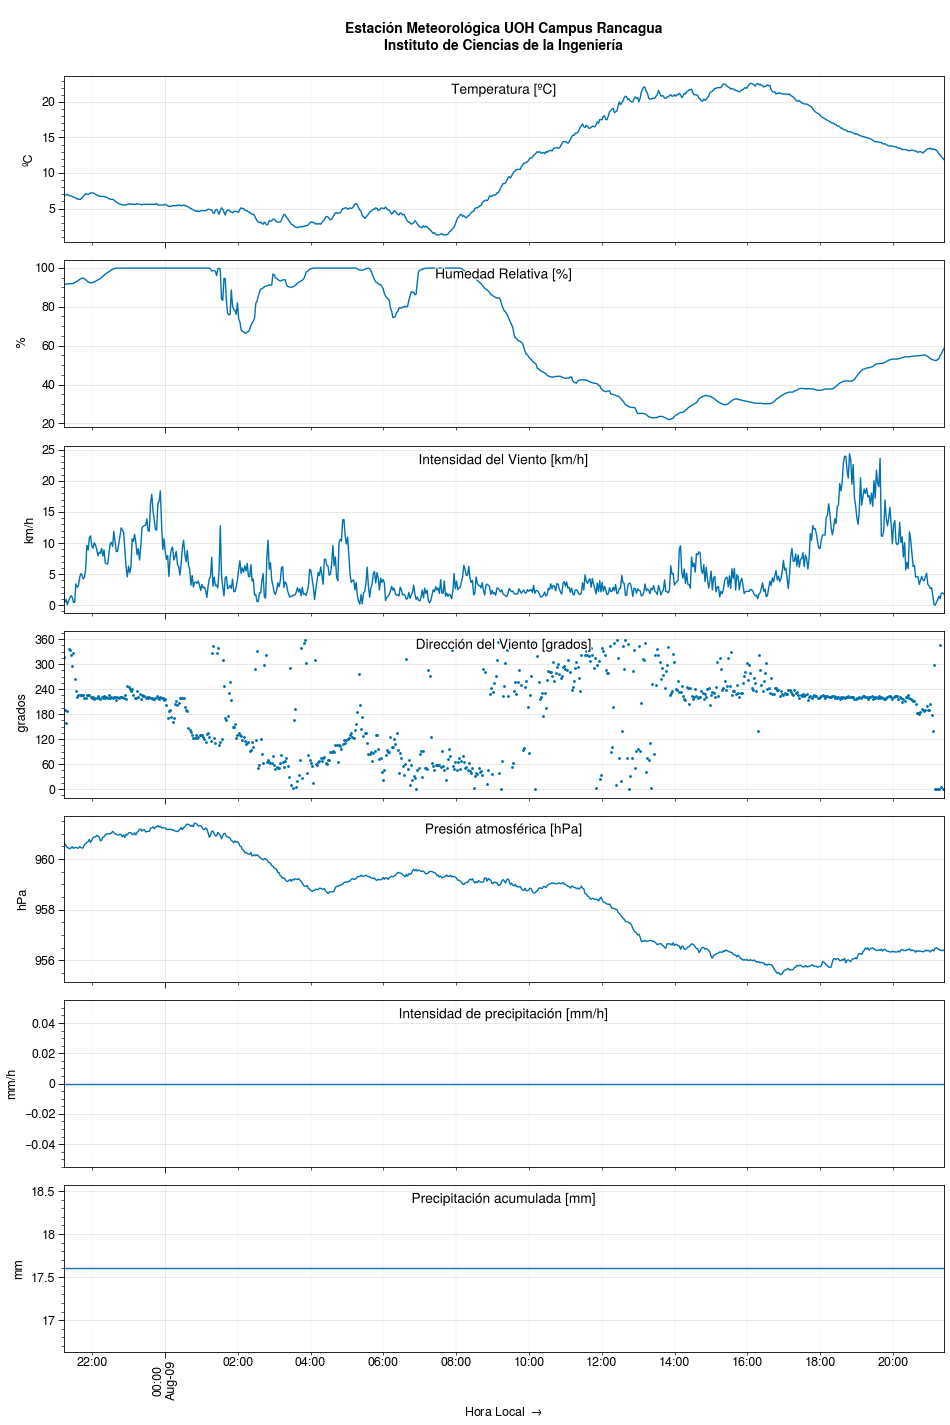 Estación Meteorológica UOH Campus Rancagua
Instituto de Ciencias de la Ingeniería
Temperatura [ºC]
ºC
20
15
10
5
Humedad Relativa [%]
%
100
80
60
40
20
Intensidad del Viento [km/h]
km/h
25
20
15
10
5
0
Dirección del Viento [grados]
grados
360
300
240
180
120
60
0
Presión atmosférica [hPa]
hPa
960
958
956
Intensidad de precipitación [mm/h]
mm/h
0.04
0.02
0
−0.02
−0.04
Precipitación acumulada [mm]
mm
18.5
18
17.5
17
22:00
00:00
Aug-09
02:00
04:00
06:00
08:00
10:00
12:00
14:00
16:00
18:00
20:00
Hora Local →